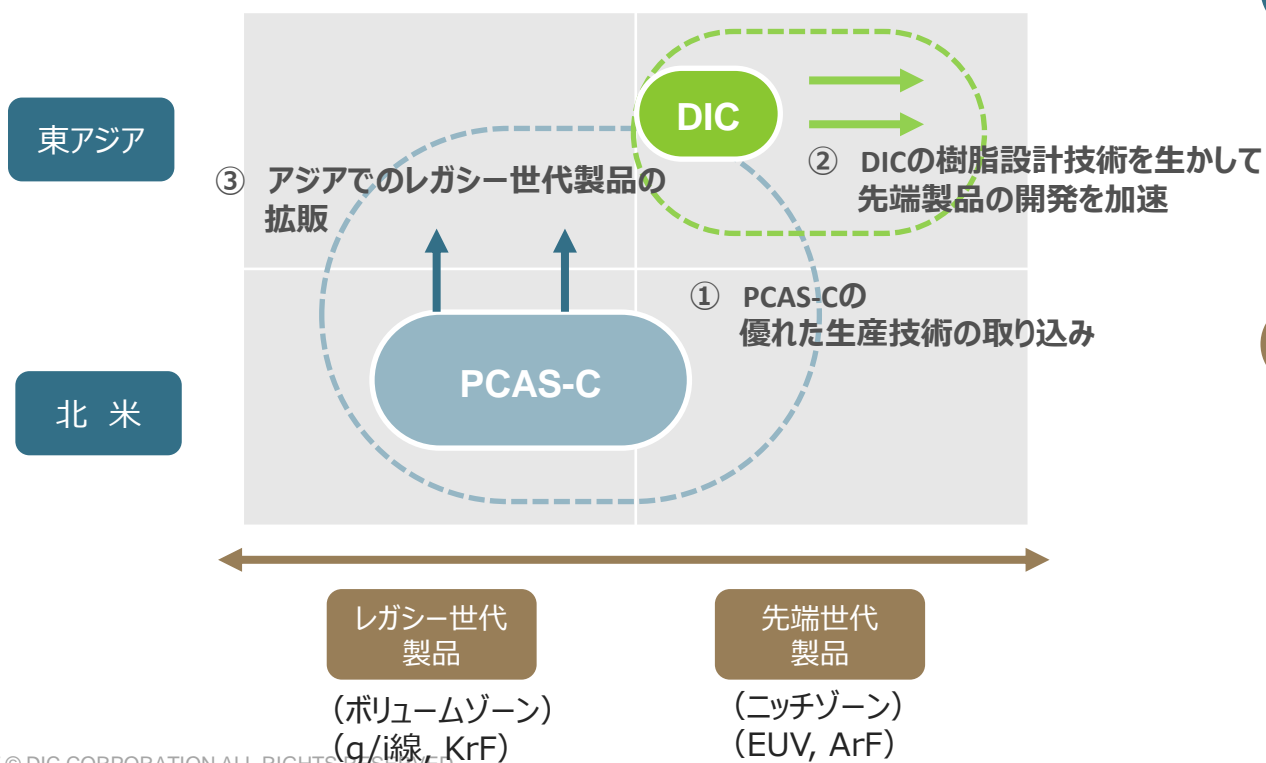 東アジア
DIC
② DICの樹脂設計技術を生かして
先端製品の開発を加速
③ アジアでのレガシー世代製品の
拡販
① PCAS-Cの
優れた生産技術の取り込み
PCAS-C
北 米
レガシー世代
製品
先端世代
製品
(ボリュームゾーン)
(g/i線, KrF)
(ニッチゾーン)
(EUV, ArF)
© DIC CORPORATION ALL RIGHTS RESERVED